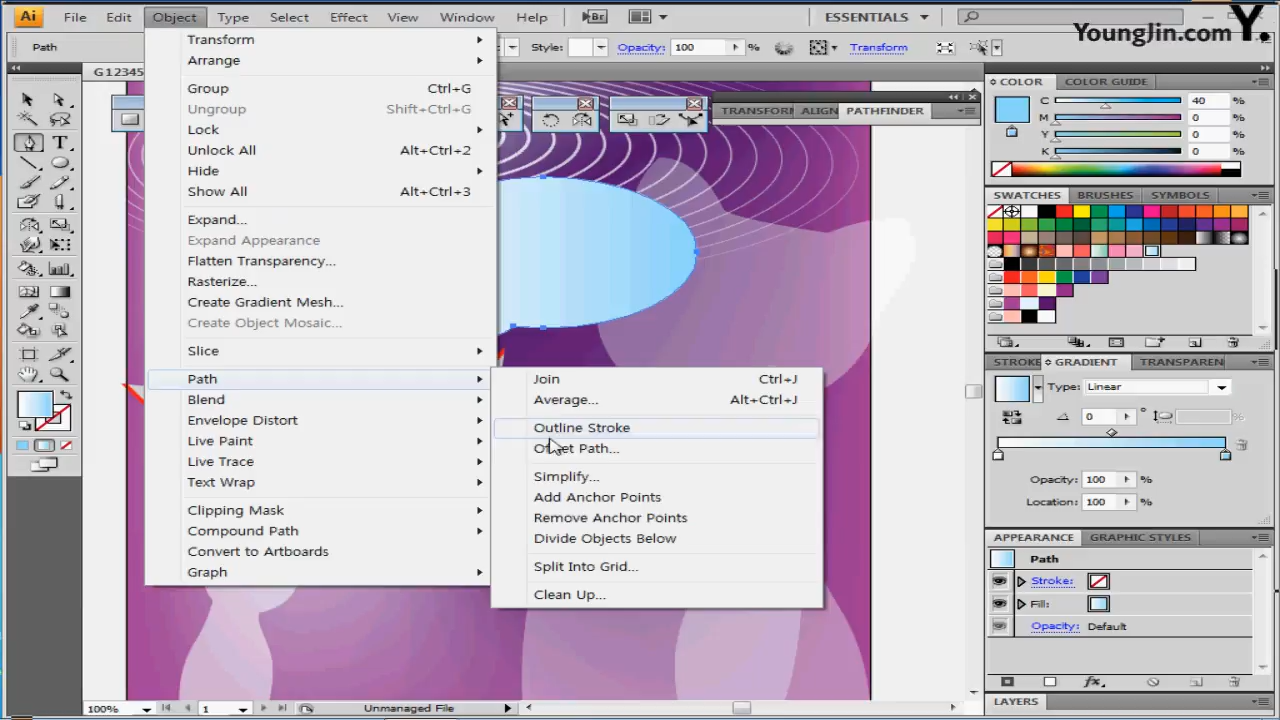 Ai File Edit Object Type Select Effect View Window Help Br ESSENTIALS
YoungJin.com Y.
Path Style: Opacity: 100 % Transform
G12345
Transform
Arrange
Group Ctrl+G
Ungroup Shift+Ctrl+G
Lock
Unlock All Alt+Ctrl+2
Hide
Show All Alt+Ctrl+3
Expand...
Expand Appearance
Flatten Transparency...
Rasterize...
Create Gradient Mesh...
Create Object Mosaic...
Slice
Path
Blend
Envelope Distort
Live Paint
Live Trace
Text Wrap
Clipping Mask
Compound Path
Convert to Artboards
Graph
Join Ctrl+J
Average... Alt+Ctrl+J
Outline Stroke
Offset Path...
Simplify...
Add Anchor Points
Remove Anchor Points
Divide Objects Below
Split Into Grid...
Clean Up...
TRANSFORM ALIGN PATHFINDER
COLOR COLOR GUIDE
C 40 %
M 0 %
Y 0 %
K 0 %
SWATCHES BRUSHES SYMBOLS
STROKE GRADIENT TRANSPAREN
Type: Linear
0 °
Opacity: 100 %
Location: 100 %
APPEARANCE GRAPHIC STYLES
Path
Stroke:
Fill:
Opacity: Default
fx
LAYERS
100% 1 Unmanaged File